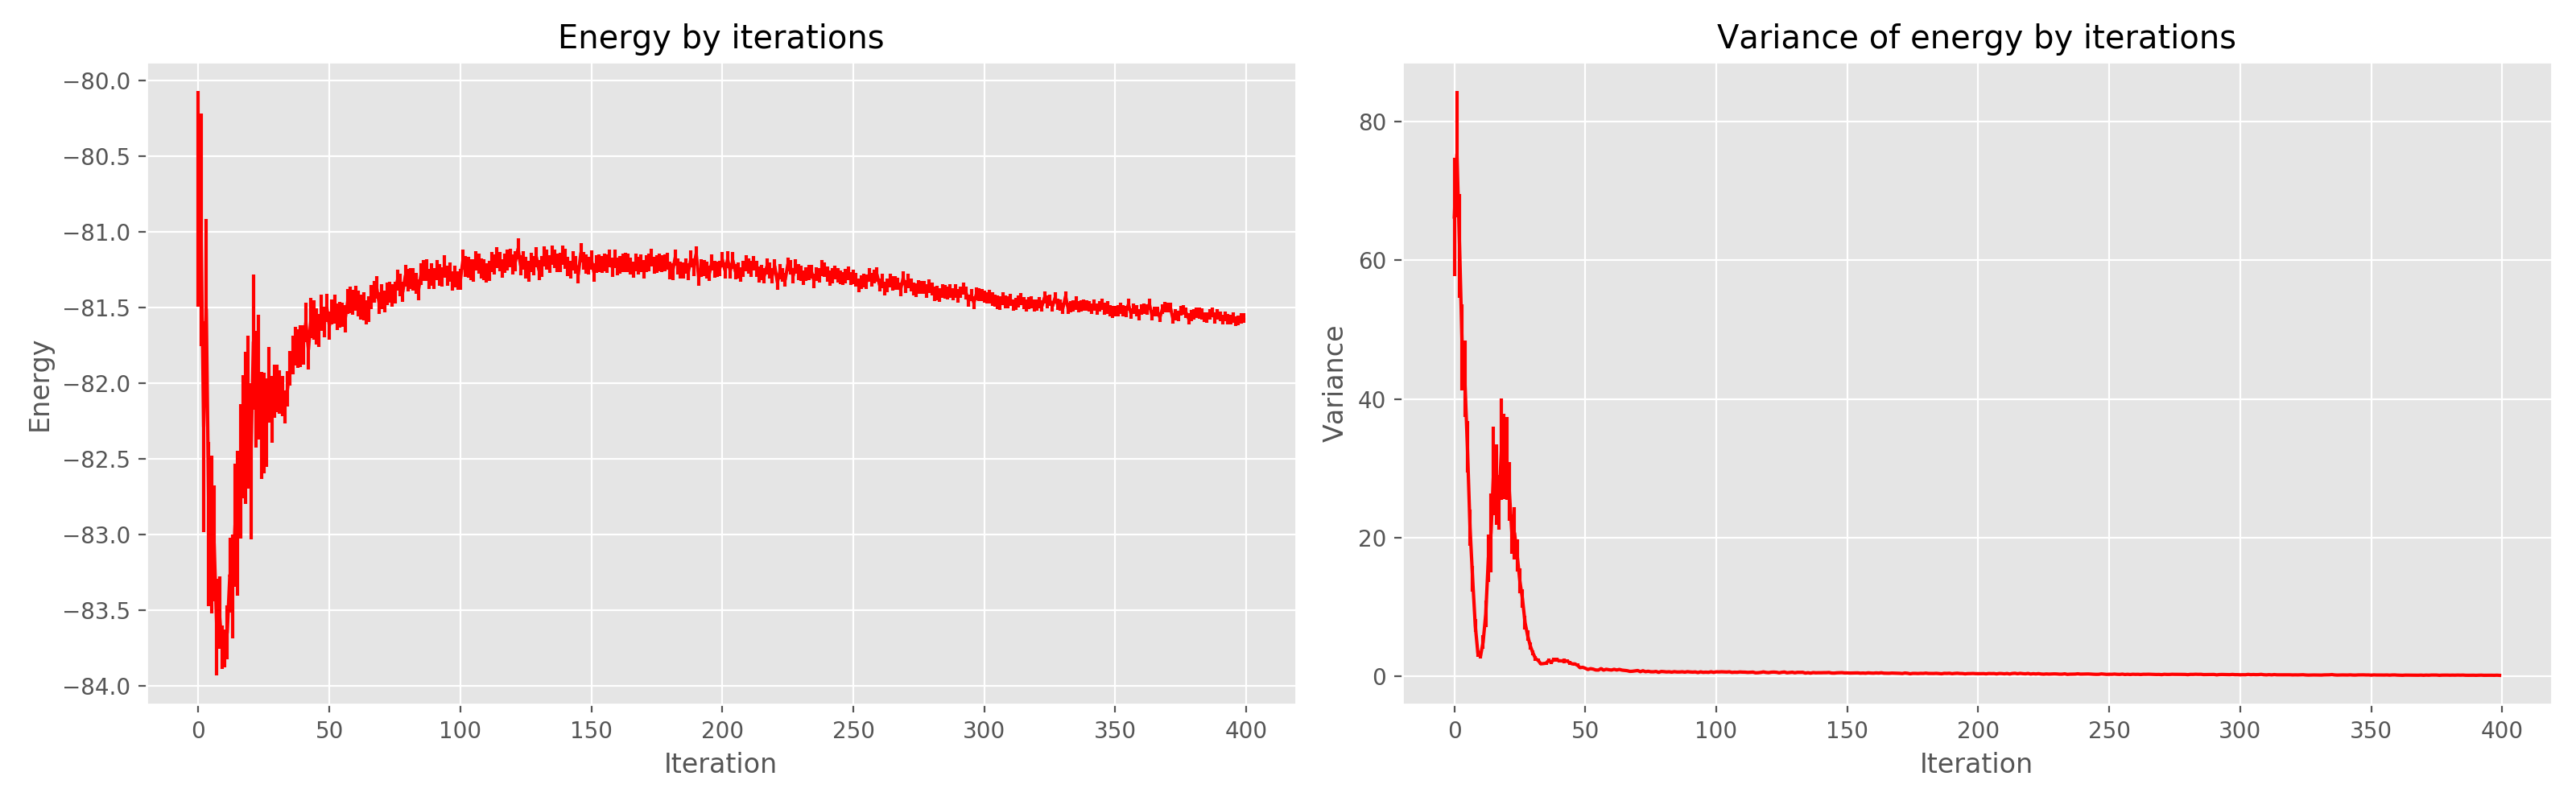 Energy by iterations
−80.0
−80.5
−81.0
−81.5
−82.0
−82.5
−83.0
−83.5
−84.0
Energy
0 50 100 150 200 250 300 350 400
Iteration
Variance of energy by iterations
80
60
40
20
0
Variance
0 50 100 150 200 250 300 350 400
Iteration